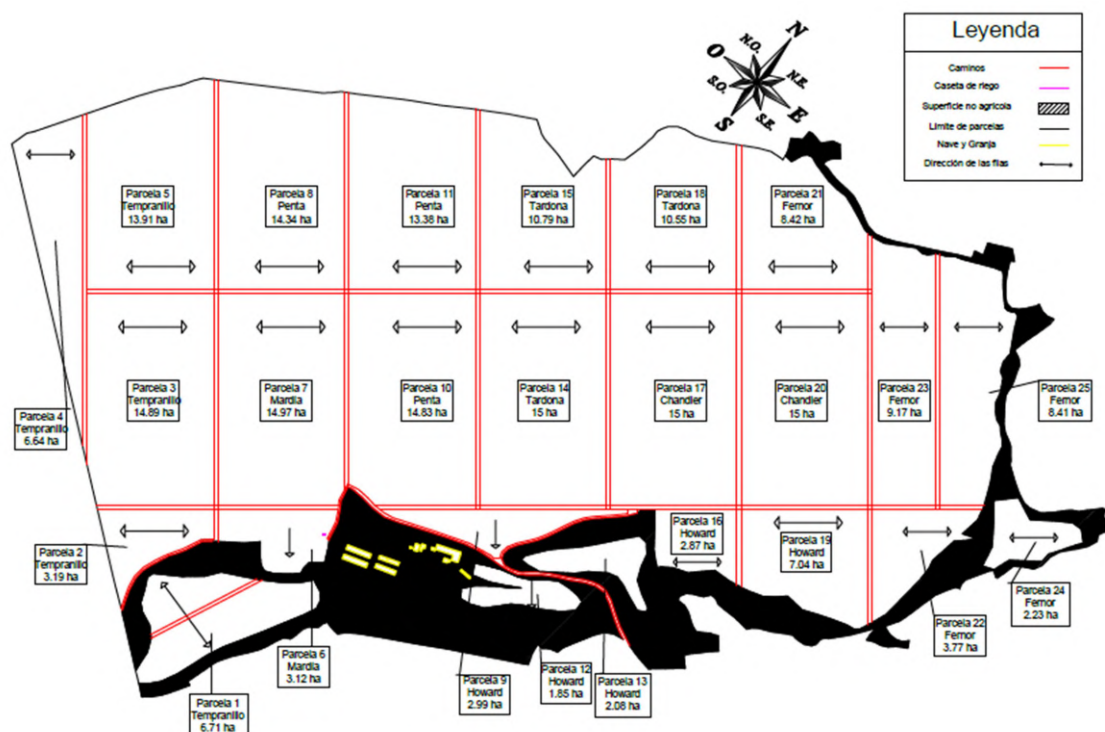 Leyenda
Caminos
Caseta de riego
Superficie no agrícola
Límite de parcelas
Nave y Granja
Dirección de las filas
N
N.O.
O
N.E.
S.O.
E
S.E.
S
Parcela 5
Tempranillo
13.91 ha
Parcela 8
Penta
14.34 ha
Parcela 11
Penta
13.38 ha
Parcela 15
Tardona
10.79 ha
Parcela 18
Tardona
10.55 ha
Parcela 21
Fernor
8.42 ha
Parcela 4
Tempranillo
6.64 ha
Parcela 3
Tempranillo
14.89 ha
Parcela 7
Mardia
14.97 ha
Parcela 10
Penta
14.83 ha
Parcela 14
Tardona
15 ha
Parcela 17
Chandler
15 ha
Parcela 20
Chandler
15 ha
Parcela 23
Fernor
9.17 ha
Parcela 25
Fernor
8.41 ha
Parcela 2
Tempranillo
3.19 ha
Parcela 16
Howard
2.87 ha
Parcela 19
Howard
7.04 ha
Parcela 24
Fernor
2.23 ha
Parcela 22
Fernor
3.77 ha
Parcela 6
Mardia
3.12 ha
Parcela 9
Howard
2.99 ha
Parcela 12
Howard
1.85 ha
Parcela 13
Howard
2.08 ha
Parcela 1
Tempranillo
6.71 ha